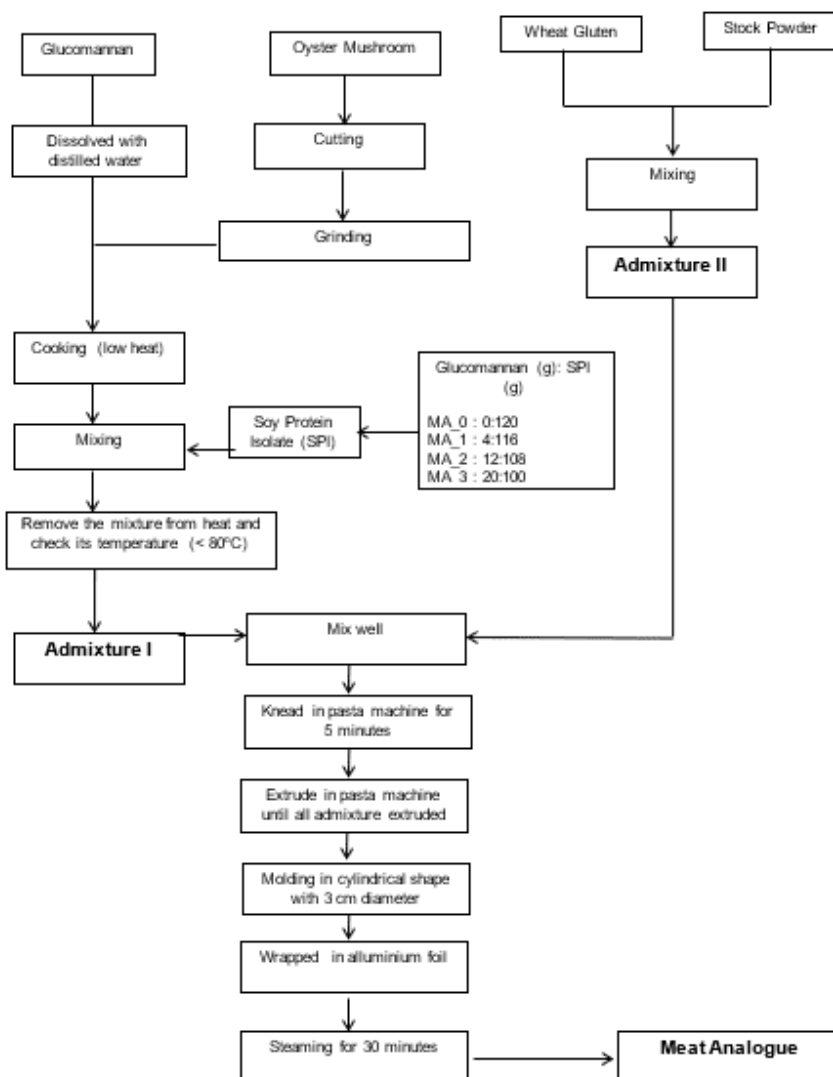 Glucomannan
Oyster Mushroom
Wheat Gluten
Stock Powder
Dissolved with
distilled water
Cutting
Mixing
Grinding
Admixture II
Cooking (low heat)
Glucomannan (g): SPI
(g)
MA_0 : 0:120
MA_1 : 4:116
MA_2 : 12:108
MA_3 : 20:100
Soy Protein
Isolate (SPI)
Mixing
Remove the mixture from heat and
check its temperature (< 80°C)
Admixture I
Mix well
Knead in pasta machine for
5 minutes
Extrude in pasta machine
until all admixture extruded
Molding in cylindrical shape
with 3 cm diameter
Wrapped in alluminium foil
Steaming for 30 minutes
Meat Analogue